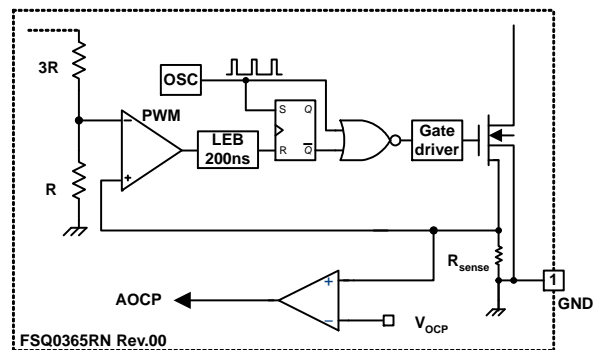 3R
OSC
PWM
S Q
R Q
LEB
200ns
Gate
driver
R
Rsense
1
GND
AOCP
VOCP
FSQ0365RN Rev.00